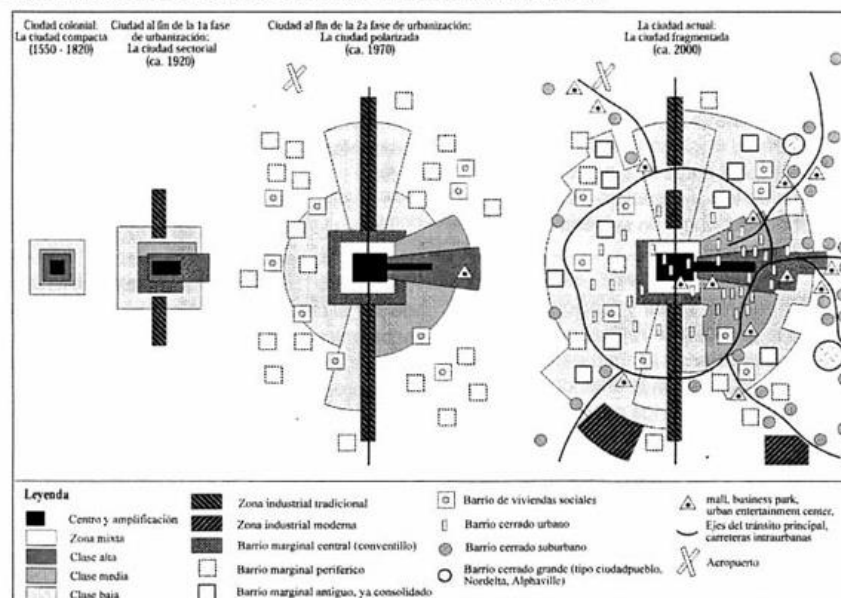 Ciudad colonial:
La ciudad compacta
(1550 - 1820)
Ciudad al fin de la 1a fase
de urbanización:
La ciudad sectorial
(ca. 1920)
Ciudad al fin de la 2a fase de urbanización:
La ciudad polarizada
(ca. 1970)
La ciudad actual:
La ciudad fragmentada
(ca. 2000)
Leyenda
Centro y amplificación
Zona mixta
Clase alta
Clase media
Clase baja
Zona industrial tradicional
Zona industrial moderna
Barrio marginal central (conventillo)
Barrio marginal periferico
Barrio marginal antiguo, ya consolidado
Barrio de viviendas sociales
Barrio cerrado urbano
Barrio cerrado suburbano
Barrio cerrado grande (tipo ciudadpueblo,
Nordelta, Alphaville)
mall, business park,
urban entertainment center,
Ejes del tránsito principal,
carreteras intraurbanas
Aeropuerto